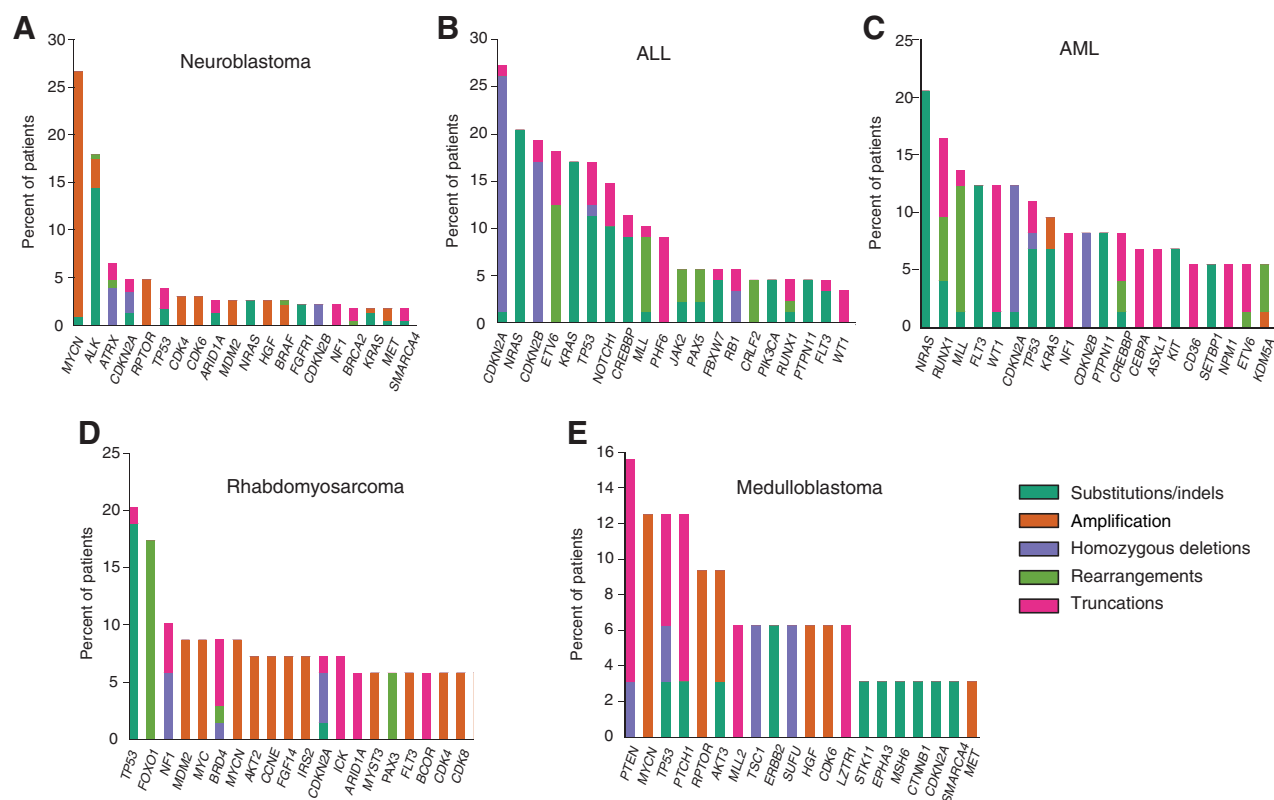 A
Neuroblastoma
Percent of patients
30
25
20
15
10
5
0
MYCN
ALK
ATRX
CDKN2A
RPTOR
TP53
CDK4
CDK6
ARID1A
MDM2
NRAS
HGF
BRAF
FGFR1
CDKN2B
NF1
BRCA2
KRAS
MET
SMARCA4
B
ALL
Percent of patients
30
25
20
15
10
5
0
CDKN2A
NRAS
CDKN2B
ETV6
KRAS
TP53
NOTCH1
CREBBP
MLL
PHF6
JAK2
PAX5
FBXW7
RB1
CRLF2
PIK3CA
RUNX1
PTPN11
FLT3
WT1
C
AML
Percent of patients
25
20
15
10
5
0
NRAS
RUNX1
MLL
FLT3
WT1
CDKN2A
TP53
KRAS
NF1
CDKN2B
PTPN11
CREBBP
CEBPA
ASXL1
KIT
CD36
SETBP1
NPM1
ETV6
KDM5A
D
Rhabdomyosarcoma
Percent of patients
25
20
15
10
5
0
TP53
FOXO1
NF1
MDM2
MYC
BRD4
MYCN
AKT2
CCNE
FGF14
IRS2
CDKN2A
ICK
ARID1A
MYST3
PAX3
FLT3
BCOR
CDK4
CDK8
E
Medulloblastoma
Percent of patients
16
14
12
10
8
6
4
2
0
PTEN
MYCN
TP53
PTCH1
RPTOR
AKT3
MLL2
TSC1
ERBB2
SUFU
HGF
CDK6
LZTR1
STK11
EPHA3
MSH6
CTNNB1
CDKN2A
SMARCA4
MET
Substitutions/indels
Amplification
Homozygous deletions
Rearrangements
Truncations